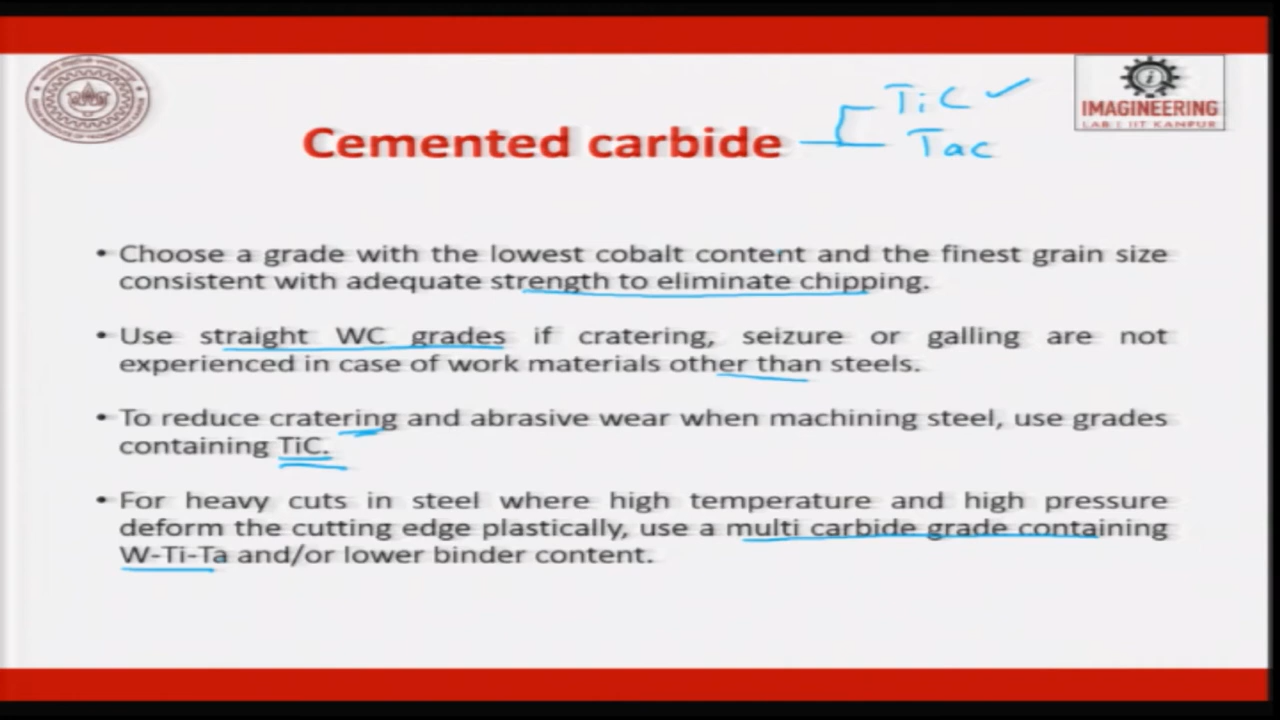 TiC ✓
IMAGINEERING
LAB | IIT KANPUR
Cemented carbide
Tac
• Choose a grade with the lowest cobalt content and the finest grain size
consistent with adequate strength to eliminate chipping.
• Use straight WC grades if cratering, seizure or galling are not
experienced in case of work materials other than steels.
• To reduce cratering and abrasive wear when machining steel, use grades
containing TiC.
• For heavy cuts in steel where high temperature and high pressure
deform the cutting edge plastically, use a multi carbide grade containing
W-Ti-Ta and/or lower binder content.